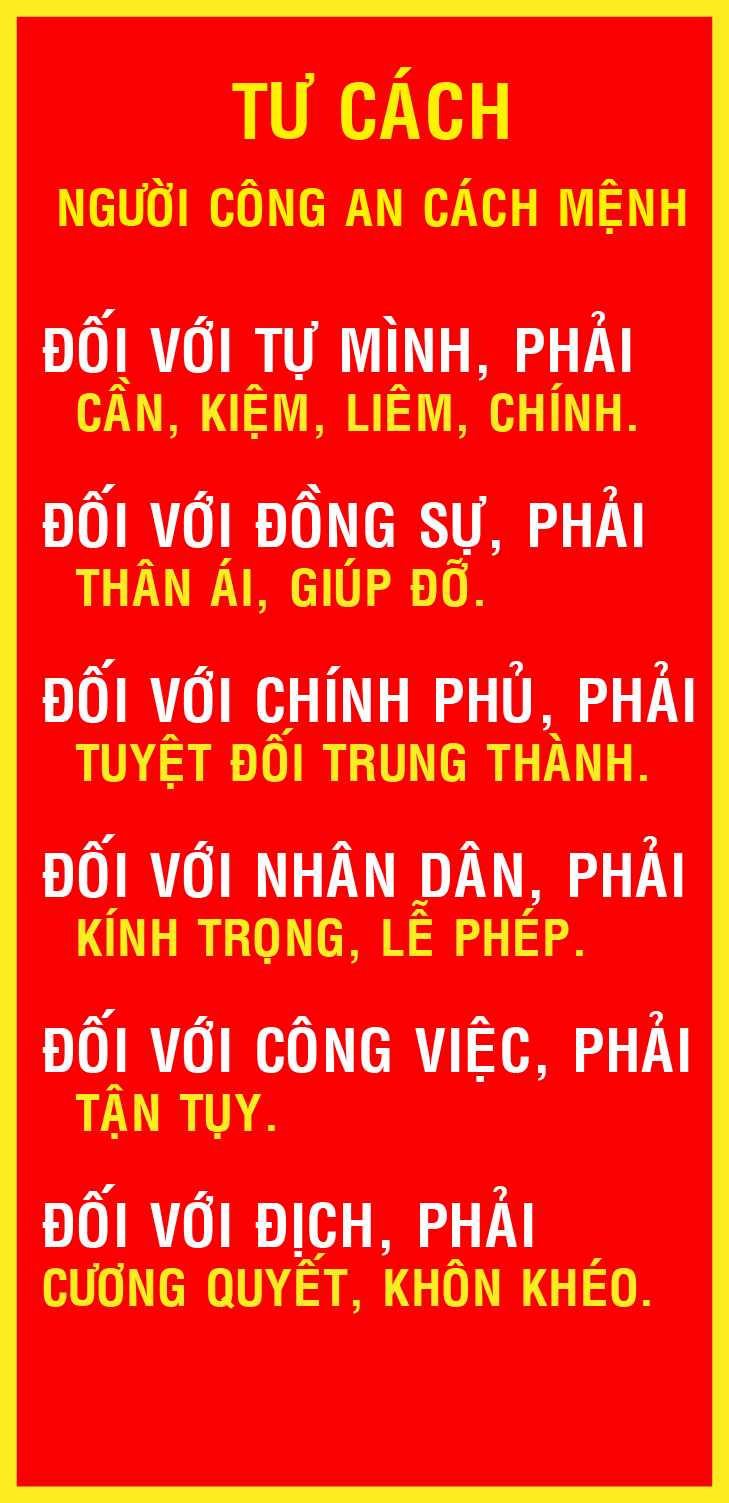 TƯ CÁCH
NGƯỜI CÔNG AN CÁCH MỆNH
ĐỐI VỚI TỰ MÌNH, PHẢI
CẦN, KIỆM, LIÊM, CHÍNH.
ĐỐI VỚI ĐỒNG SỰ, PHẢI
THÂN ÁI, GIÚP ĐỠ.
ĐỐI VỚI CHÍNH PHỦ, PHẢI
TUYỆT ĐỐI TRUNG THÀNH.
ĐỐI VỚI NHÂN DÂN, PHẢI
KÍNH TRỌNG, LỄ PHÉP.
ĐỐI VỚI CÔNG VIỆC, PHẢI
TẬN TỤY.
ĐỐI VỚI ĐỊCH, PHẢI
CƯƠNG QUYẾT, KHÔN KHÉO.